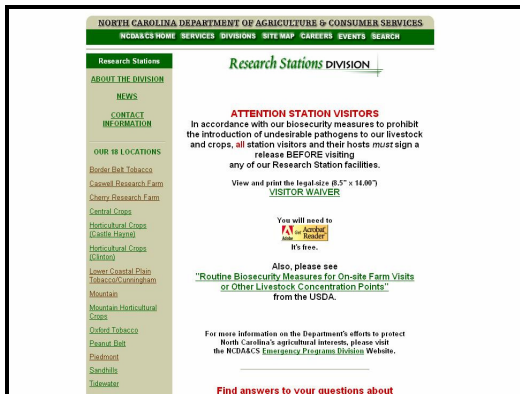 NORTH CAROLINA DEPARTMENT OF AGRICULTURE & CONSUMER SERVICES
NCDA&CS HOME SERVICES DIVISIONS SITE MAP CAREERS EVENTS SEARCH
Research Stations
ABOUT THE DIVISION
NEWS
CONTACT
INFORMATION
OUR 18 LOCATIONS
Border Belt Tobacco
Caswell Research Farm
Cherry Research Farm
Central Crops
Horticultural Crops
(Castle Hayne)
Horticultural Crops
(Clinton)
Lower Coastal Plain
Tobacco/Cunningham
Mountain
Mountain Horticultural
Crops
Oxford Tobacco
Peanut Belt
Piedmont
Sandhills
Tidewater
Research Stations DIVISION
ATTENTION STATION VISITORS
In accordance with our biosecurity measures to prohibit
the introduction of undesirable pathogens to our livestock
and crops, all station visitors and their hosts must sign a
release BEFORE visiting
any of our Research Station facilities.
View and print the legal-size (8.5" x 14.00")
VISITOR WAIVER
You will need to
Get Acrobat
Reader
Adobe
It's free.
Also, please see
"Routine Biosecurity Measures for On-site Farm Visits
or Other Livestock Concentration Points"
from the USDA.
For more information on the Department's efforts to protect
North Carolina's agricultural interests, please visit
the NCDA&CS Emergency Programs Division Website.
Find answers to your questions about